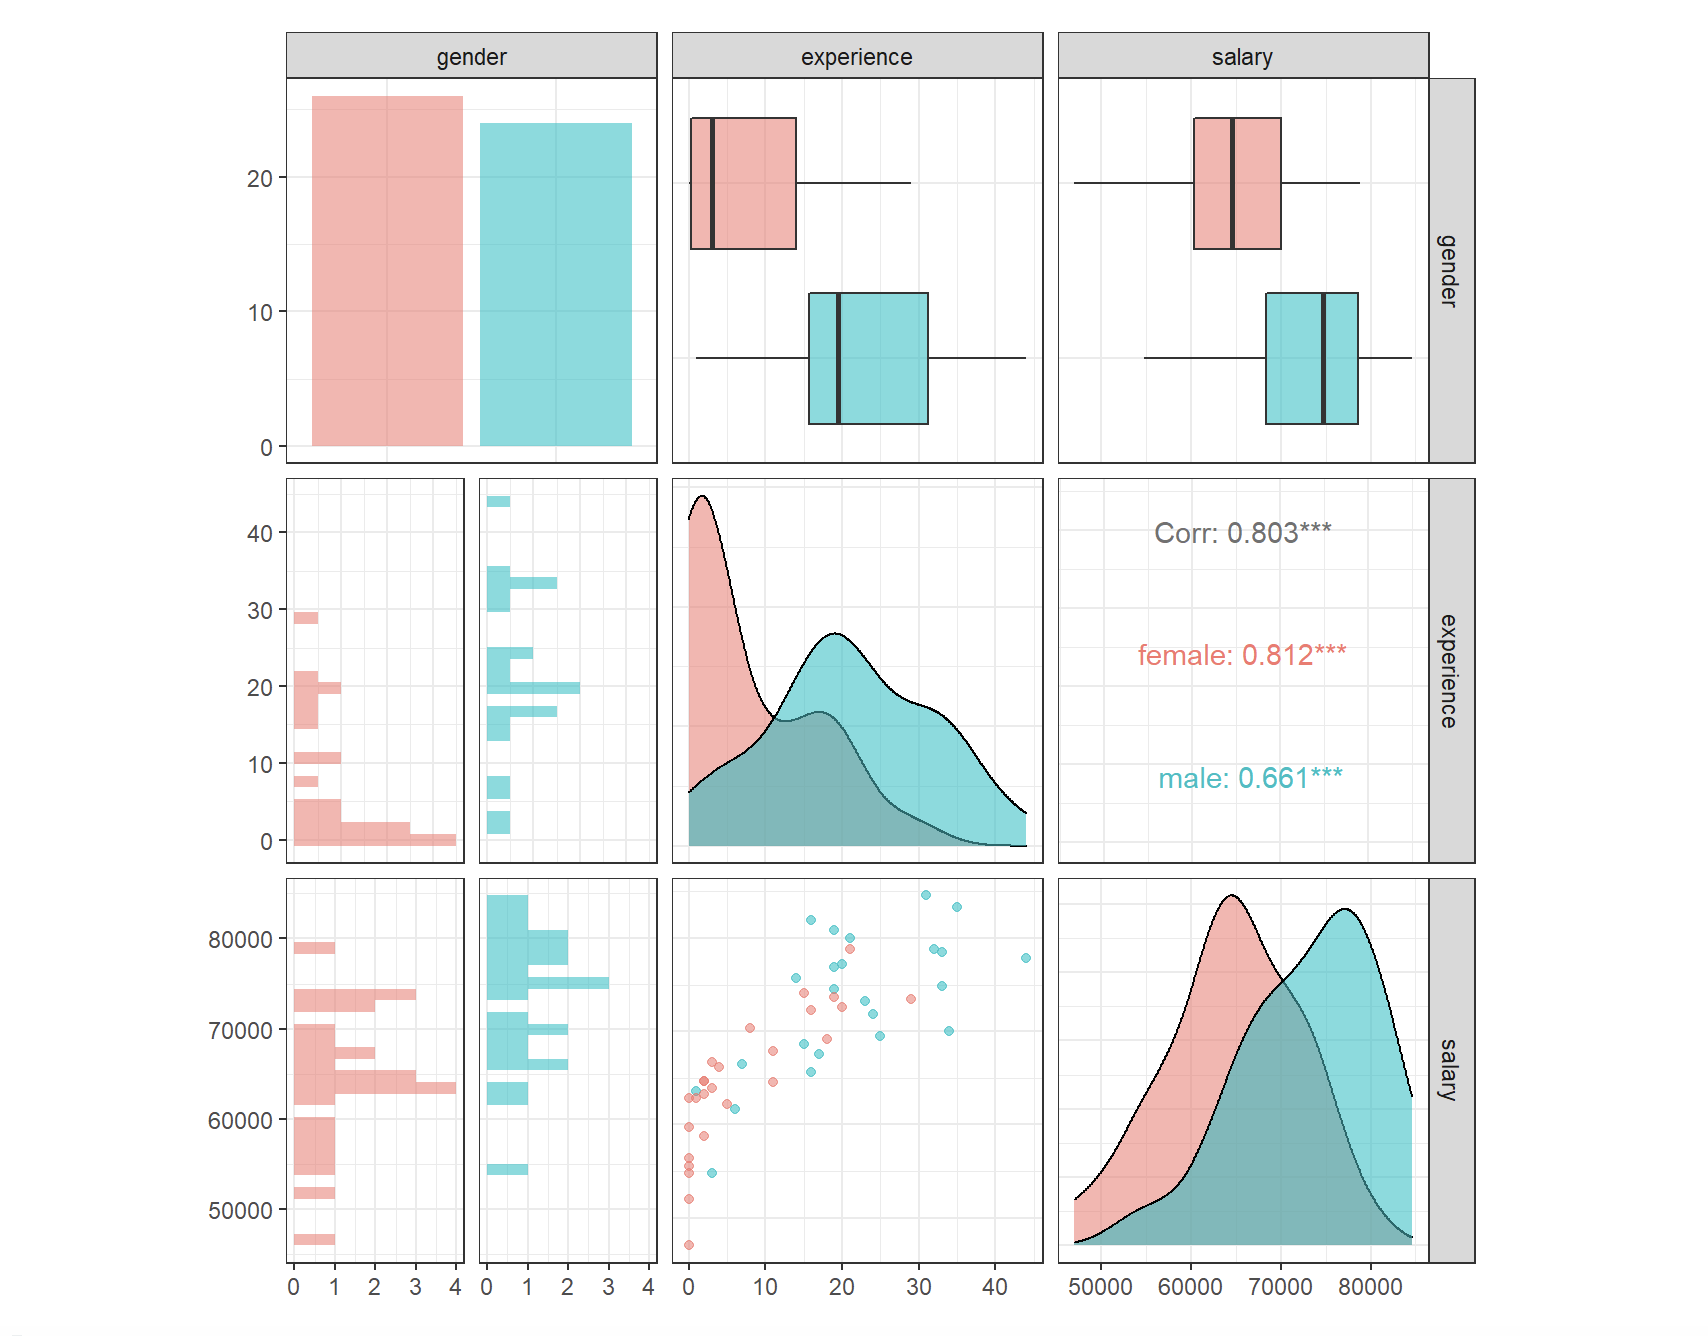 gender experience salary
20
10
0
gender
40
30
20
10
0
Corr: 0.803***
female: 0.812***
male: 0.661***
experience
80000
70000
60000
50000
salary
0 1 2 3 4 0 1 2 3 4 0 10 20 30 40 50000 60000 70000 80000